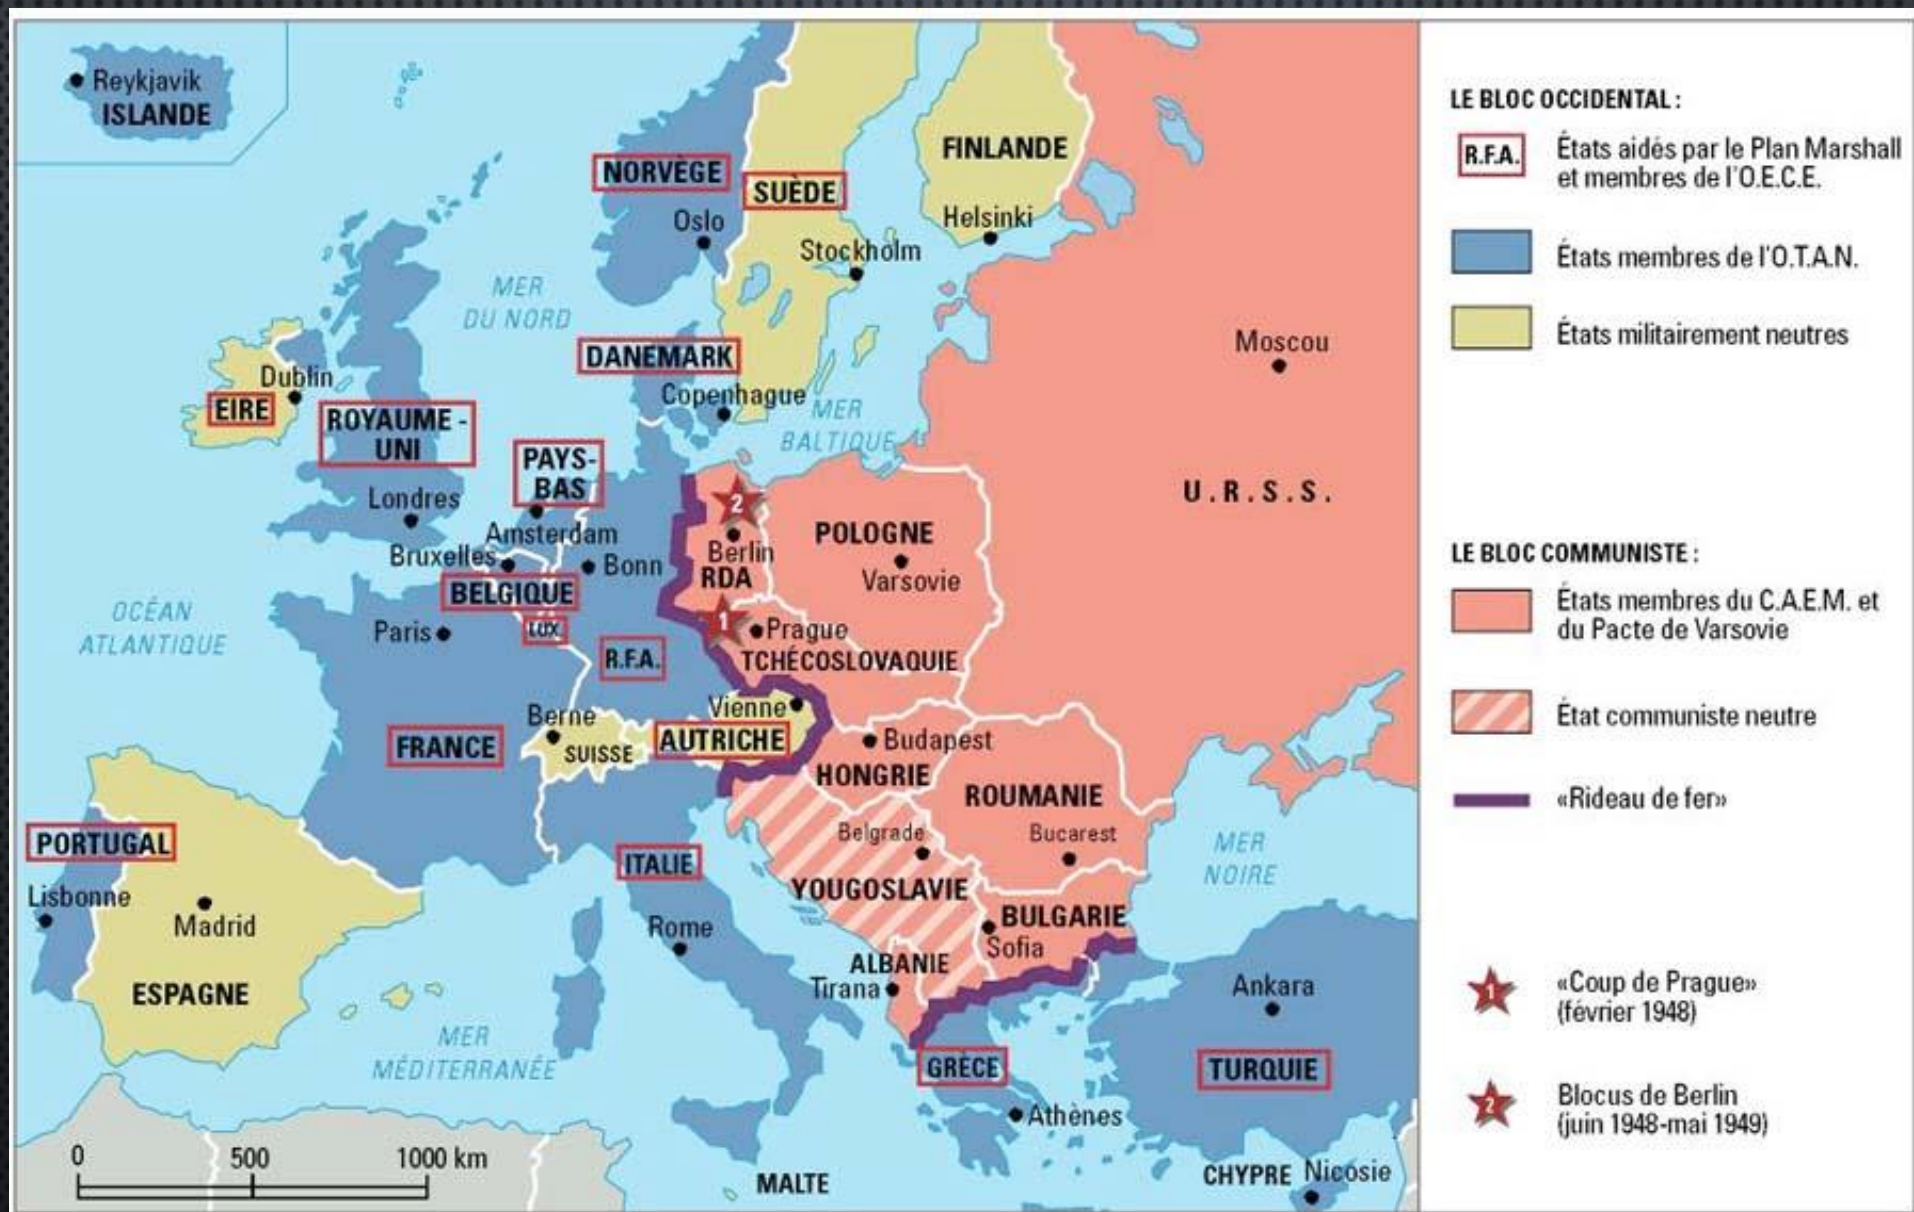 Reykjavik
ISLANDE
NORVÈGE
Oslo
SUÈDE
Stockholm
FINLANDE
Helsinki
MER
DU NORD
DANEMARK
Copenhague
MER
BALTIQUE
Dublin
EIRE
ROYAUME -
UNI
Londres
PAYS-
BAS
Amsterdam
Bruxelles
BELGIQUE
LUX.
Bonn
R.F.A.
2
Berlin
RDA
1
Prague
TCHÉCOSLOVAQUIE
POLOGNE
Varsovie
Moscou
U.R.S.S.
OCÉAN
ATLANTIQUE
Paris
FRANCE
Berne
SUISSE
Vienne
AUTRICHE
Budapest
HONGRIE
ROUMANIE
Bucarest
Belgrade
YOUGOSLAVIE
BULGARIE
Sofia
ALBANIE
Tirana
MER
NOIRE
PORTUGAL
Lisbonne
Madrid
ESPAGNE
ITALIE
Rome
MER
MÉDITERRANÉE
GRÈCE
Athènes
Ankara
TURQUIE
MALTE
CHYPRE Nicosie
0 500 1000 km
LE BLOC OCCIDENTAL :
R.F.A.
États aidés par le Plan Marshall
et membres de l'O.E.C.E.
États membres de l'O.T.A.N.
États militairement neutres
LE BLOC COMMUNISTE :
États membres du C.A.E.M. et
du Pacte de Varsovie
État communiste neutre
«Rideau de fer»
1
«Coup de Prague»
(février 1948)
2
Blocus de Berlin
(juin 1948-mai 1949)